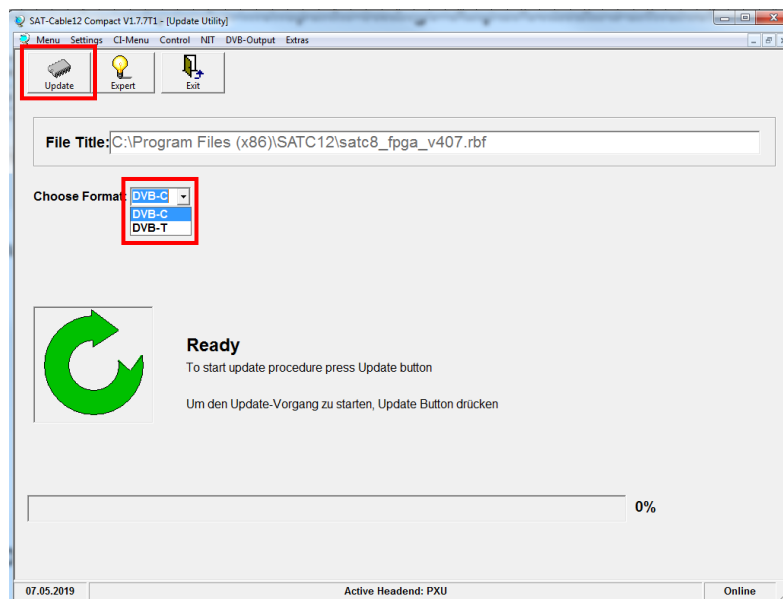 SAT-Cable12 Compact V1.7.7T1 - [Update Utility]
Menu Settings CI-Menu Control NIT DVB-Output Extras
Update Expert Exit
File Title: C:\Program Files (x86)\SATC12\satc8_fpga_v407.rbf
Choose Format: DVB-C
DVB-C
DVB-T
Ready
To start update procedure press Update button
Um den Update-Vorgang zu starten, Update Button drücken
0%
07.05.2019 Active Headend: PXU Online